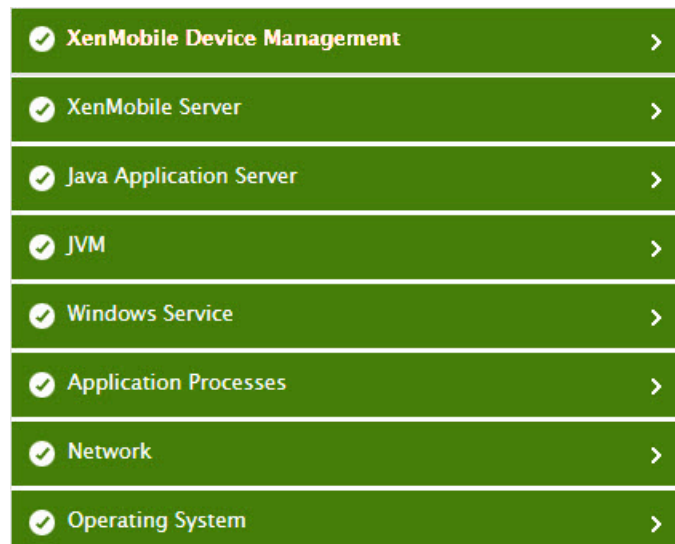 XenMobile Device Management
XenMobile Server
Java Application Server
JVM
Windows Service
Application Processes
Network
Operating System